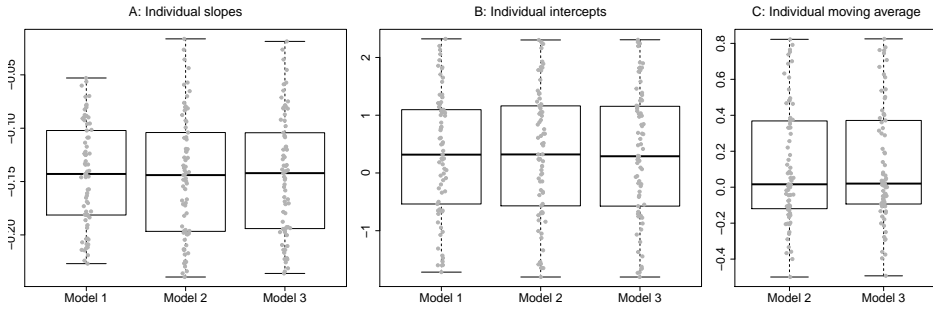 A: Individual slopes
−0.05
−0.10
−0.15
−0.20
Model 1 Model 2 Model 3
B: Individual intercepts
2
1
0
−1
Model 1 Model 2 Model 3
C: Individual moving average
0.8
0.6
0.4
0.2
0.0
−0.2
−0.4
Model 2 Model 3